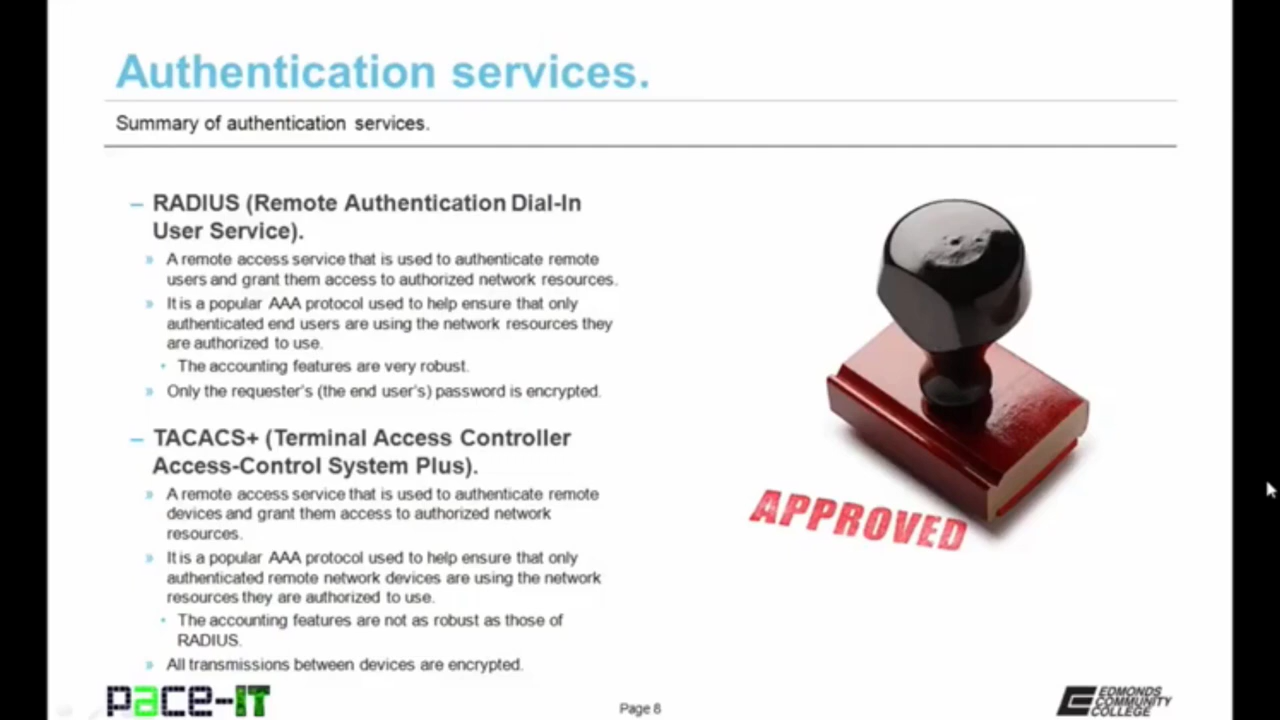 Authentication services.
Summary of authentication services.
– RADIUS (Remote Authentication Dial-In
User Service).
» A remote access service that is used to authenticate remote
users and grant them access to authorized network resources.
» It is a popular AAA protocol used to help ensure that only
authenticated end users are using the network resources they
are authorized to use.
• The accounting features are very robust.
» Only the requester's (the end user's) password is encrypted.
– TACACS+ (Terminal Access Controller
Access-Control System Plus).
» A remote access service that is used to authenticate remote
devices and grant them access to authorized network
resources.
» It is a popular AAA protocol used to help ensure that only
authenticated remote network devices are using the network
resources they are authorized to use.
• The accounting features are not as robust as those of
RADIUS.
» All transmissions between devices are encrypted.
APPROVED
pace-IT
Page 8
EDMONDS
COMMUNITY
COLLEGE